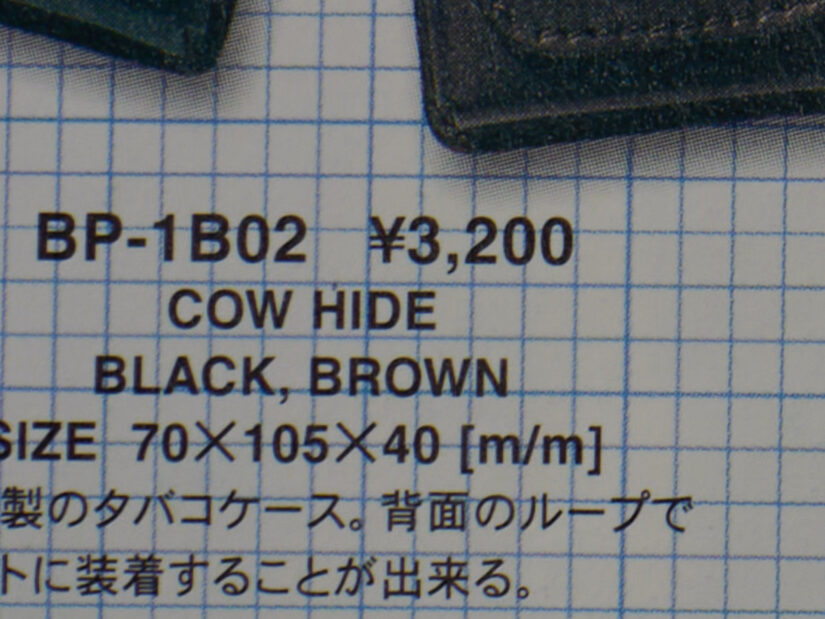 BP-1B02 ¥3,200
COW HIDE
BLACK, BROWN
SIZE 70×105×40 [m/m]
製のタバコケース。背面のループで
トに装着することが出来る。